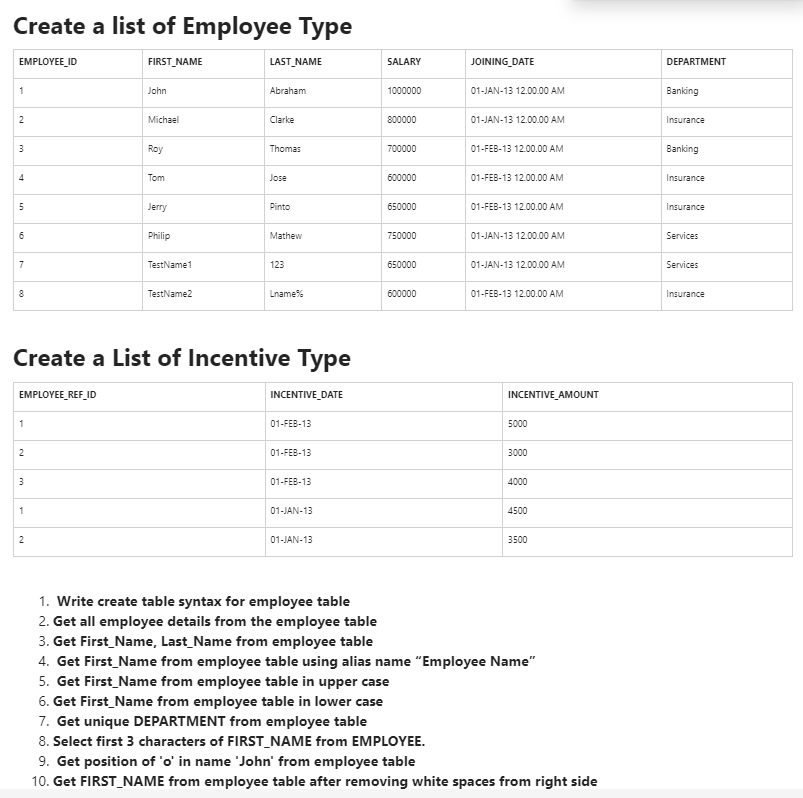 Create a list of Employee Type
EMPLOYEE_ID FIRST_NAME LAST_NAME SALARY JOINING_DATE DEPARTMENT
1 John Abraham 1000000 01-JAN-13 12.00.00 AM Banking
2 Michael Clarke 800000 01-JAN-13 12.00.00 AM Insurance
3 Roy Thomas 700000 01-FEB-13 12.00.00 AM Banking
4 Tom Jose 600000 01-FEB-13 12.00.00 AM Insurance
5 Jerry Pinto 650000 01-FEB-13 12.00.00 AM Insurance
6 Philip Mathew 750000 01-JAN-13 12.00.00 AM Services
7 TestName1 123 650000 01-JAN-13 12.00.00 AM Services
8 TestName2 Lname% 600000 01-FEB-13 12.00.00 AM Insurance
Create a List of Incentive Type
EMPLOYEE_REF_ID INCENTIVE_DATE INCENTIVE_AMOUNT
1 01-FEB-13 5000
2 01-FEB-13 3000
3 01-FEB-13 4000
1 01-JAN-13 4500
2 01-JAN-13 3500
1. Write create table syntax for employee table
2. Get all employee details from the employee table
3. Get First_Name, Last_Name from employee table
4. Get First_Name from employee table using alias name “Employee Name”
5. Get First_Name from employee table in upper case
6. Get First_Name from employee table in lower case
7. Get unique DEPARTMENT from employee table
8. Select first 3 characters of FIRST_NAME from EMPLOYEE.
9. Get position of 'o' in name 'John' from employee table
10. Get FIRST_NAME from employee table after removing white spaces from right side